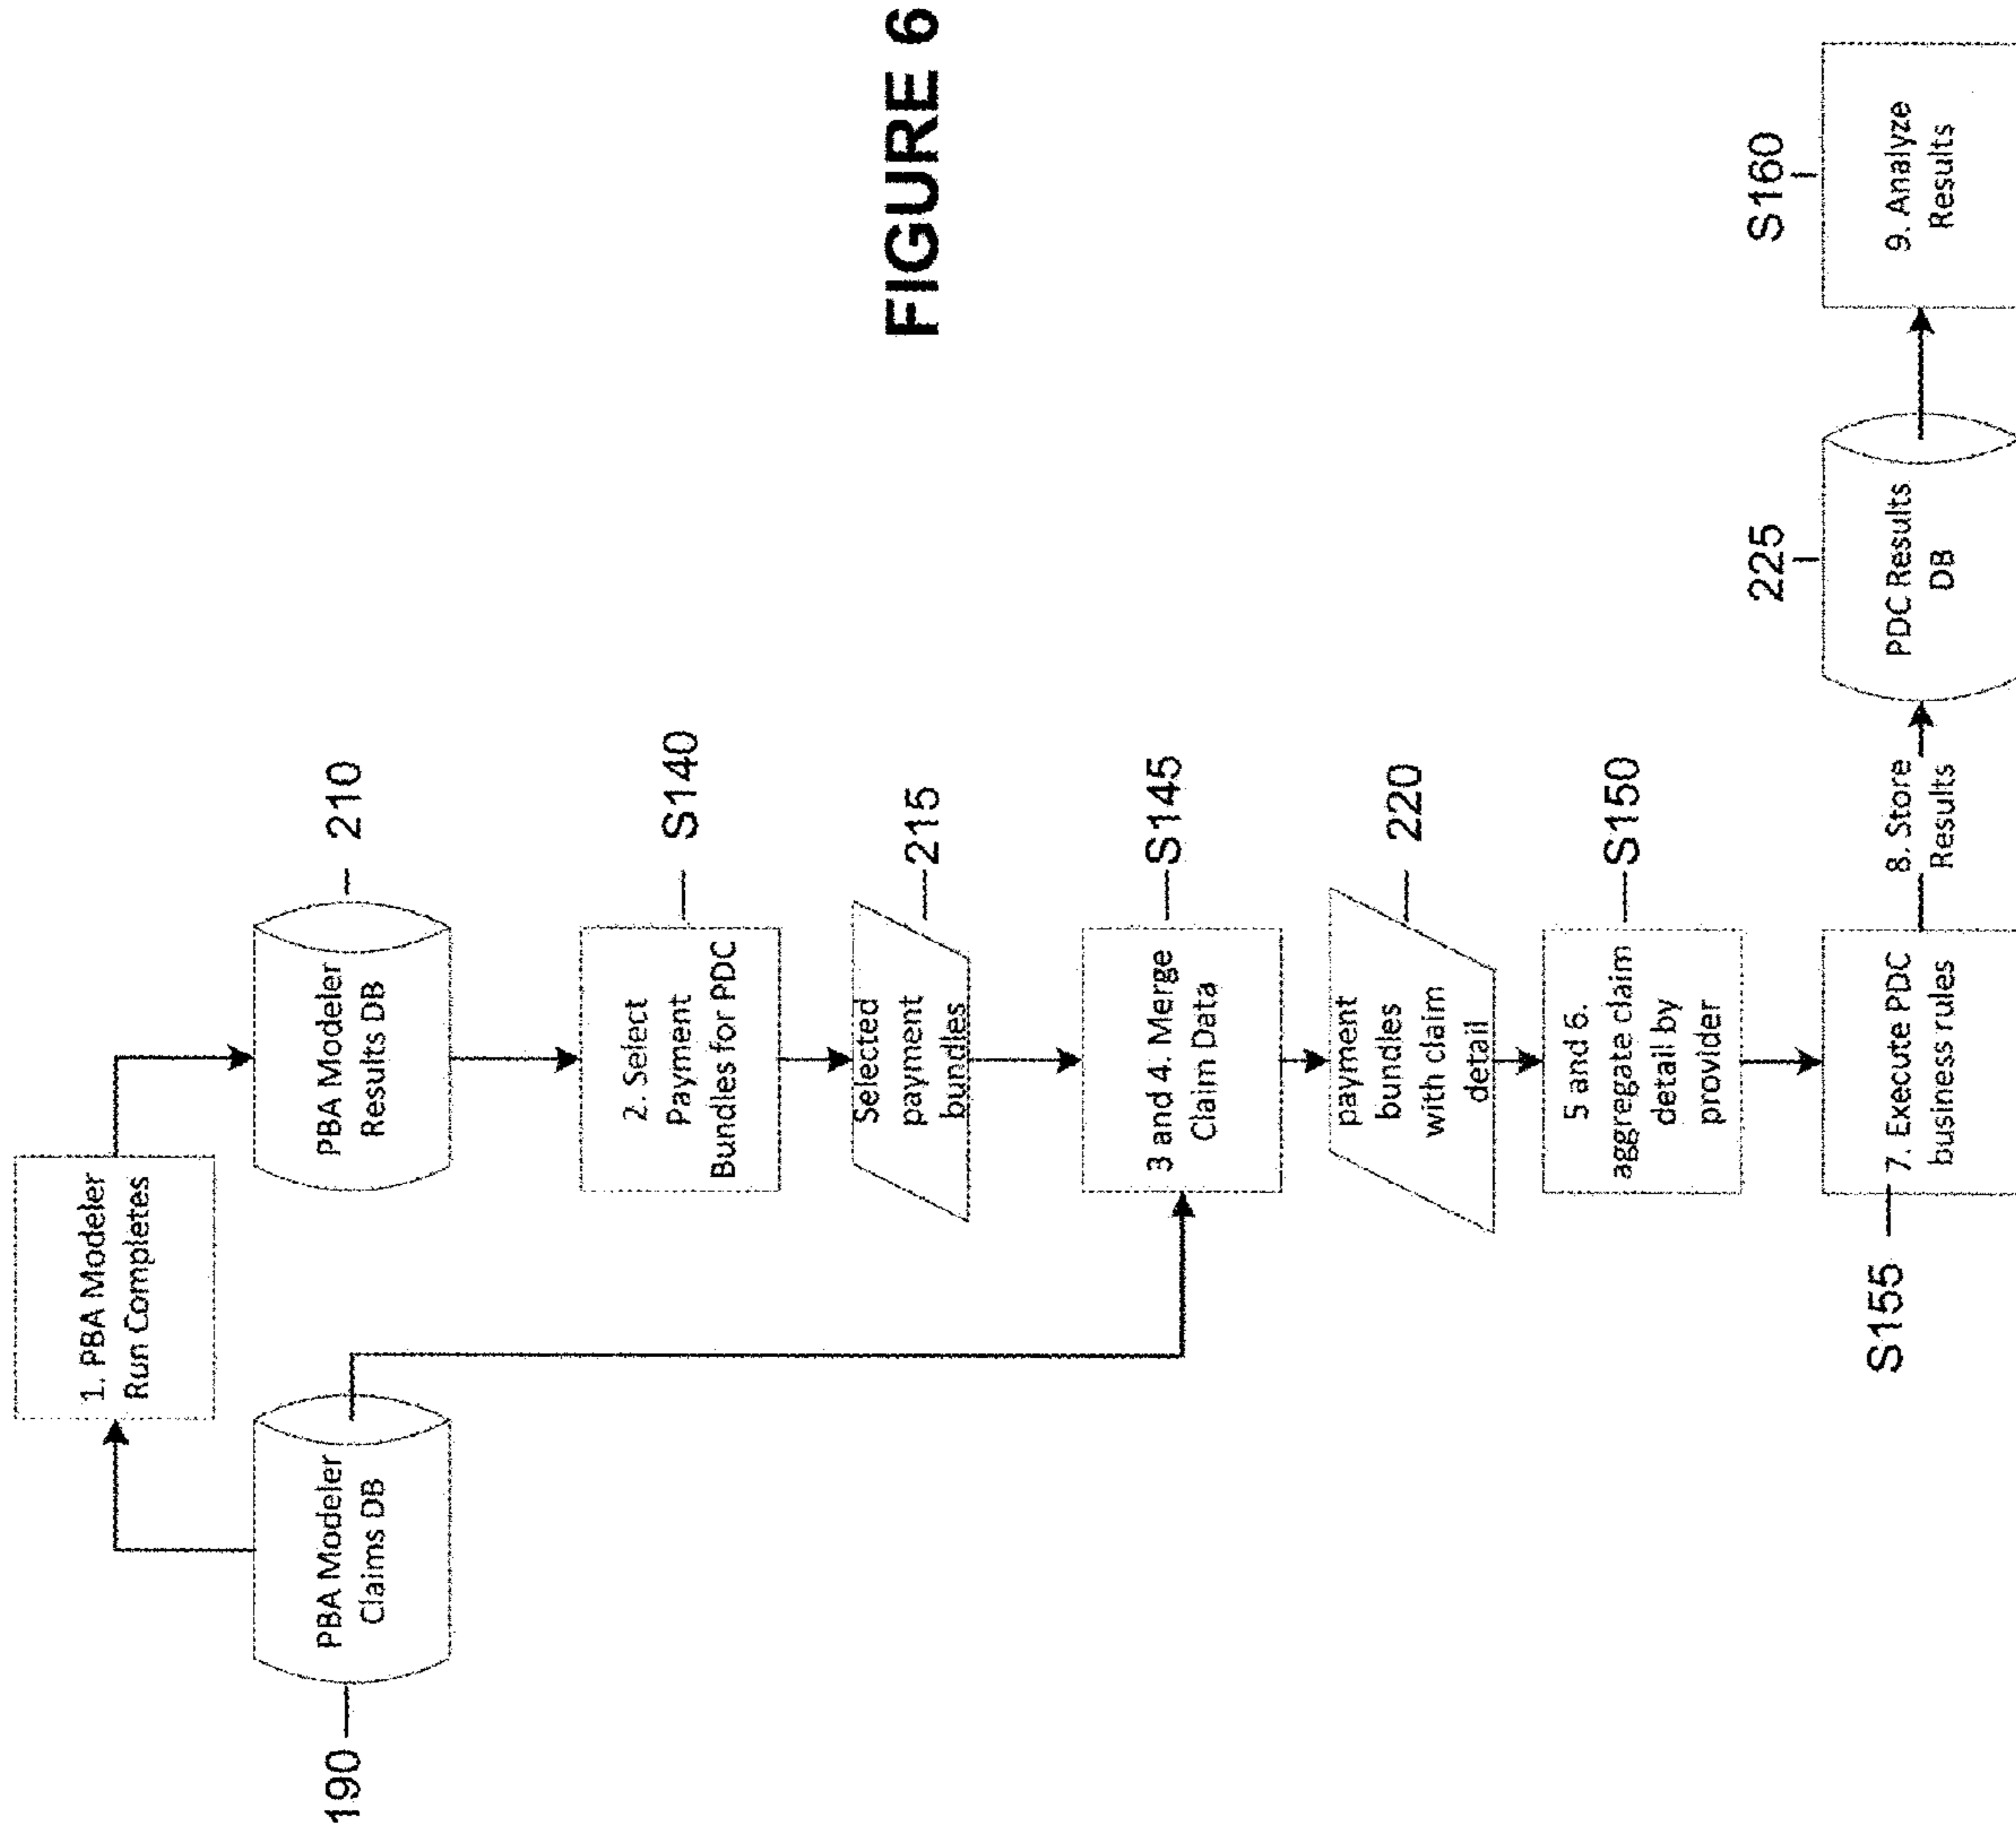 1. PBA Modeler
Run Completes
190
PBA Modeler
Claims DB
PBA Modeler
Results DB
210
2. Select
Payment
Bundles for PDC
S140
Selected
payment
bundles
215
3 and 4. Merge
Claim Data
S145
payment
bundles
with claim
detail
220
5 and 6.
aggregate claim
detail by
provider
S150
S155
7. Execute PDC
business rules
8. Store
Results
225
PDC Results
DB
S160
9. Analyze
Results
FIGURE 6